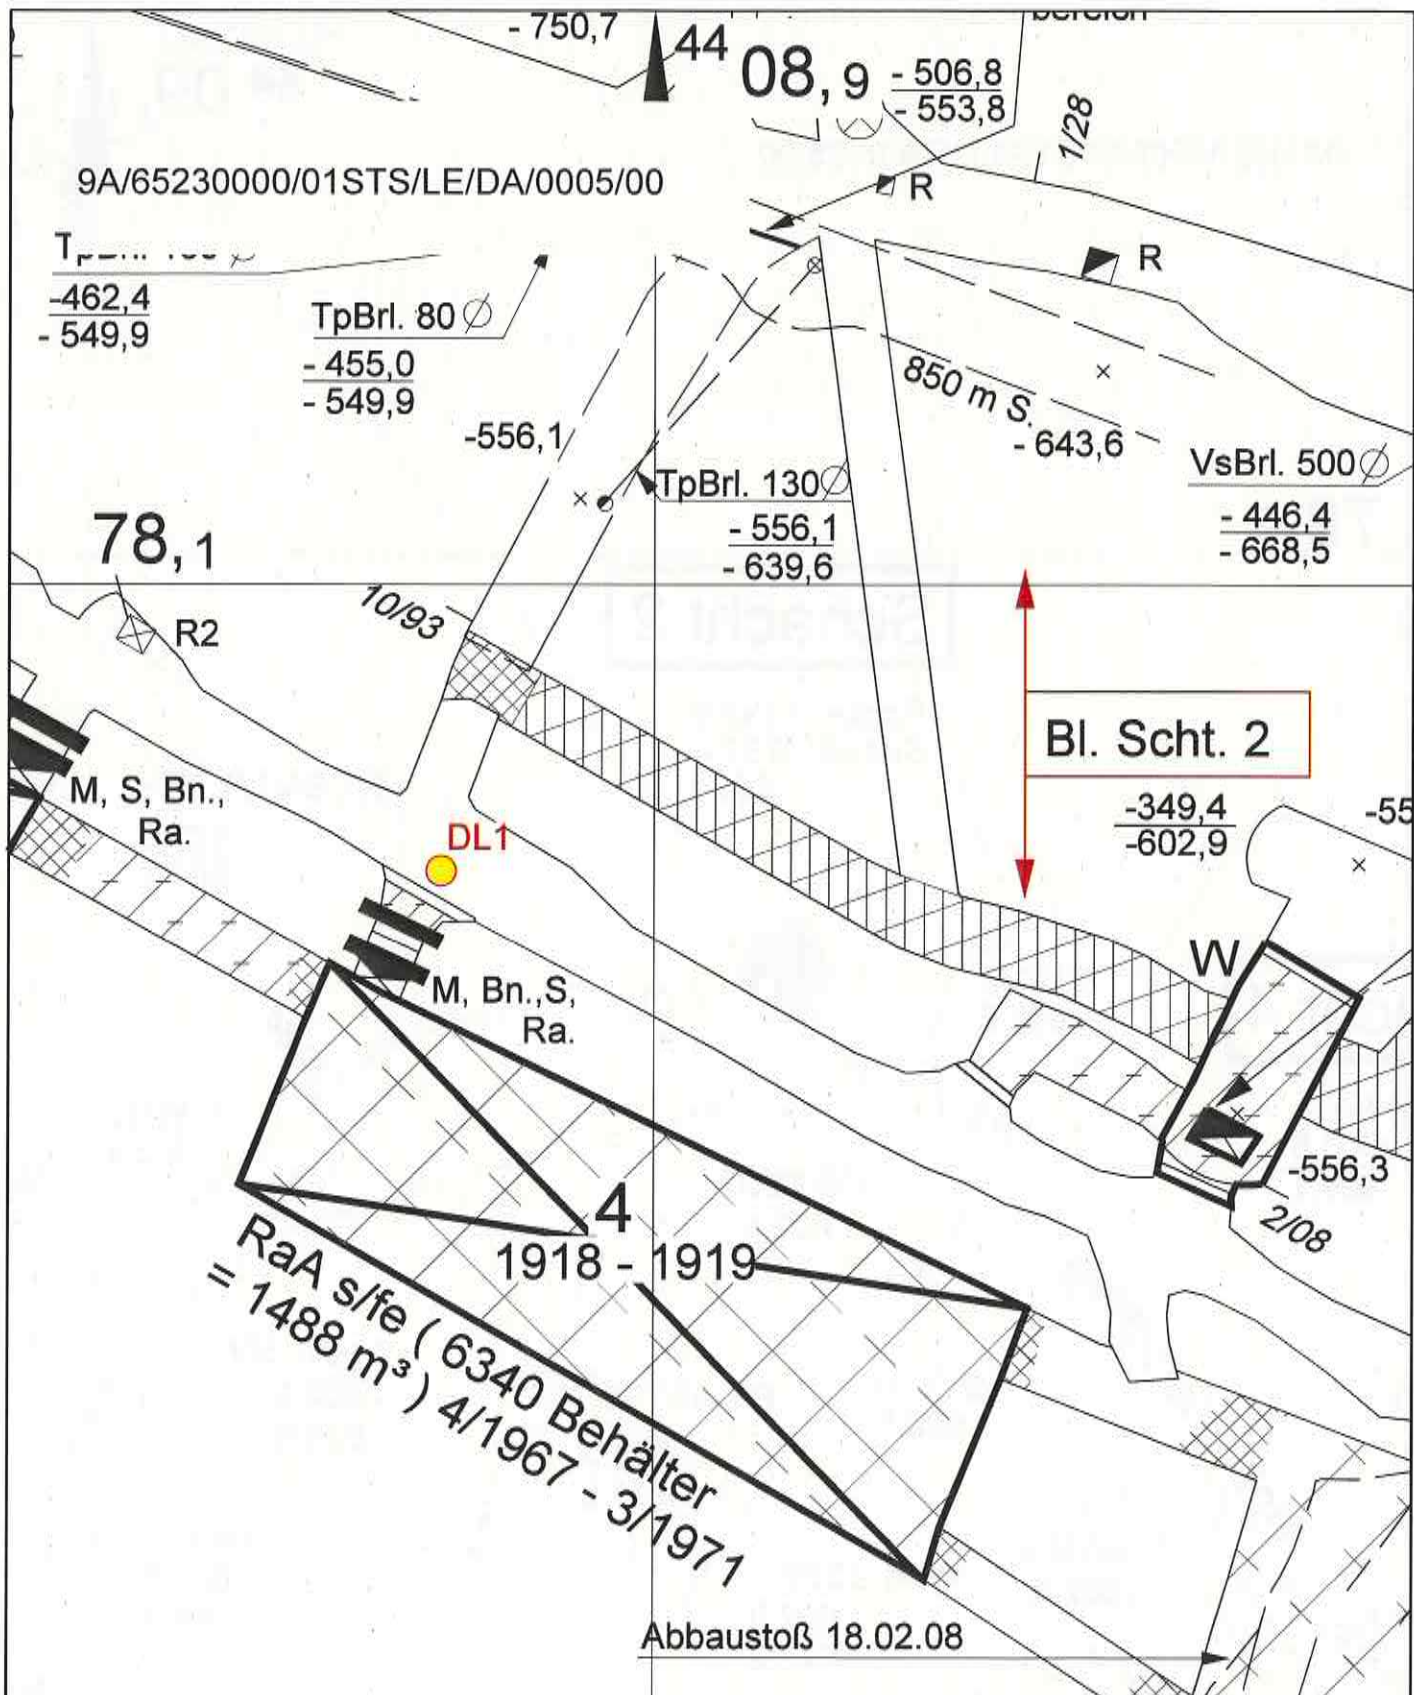 - 750,7
44
08,9
- 506,8
- 553,8
1/28
9A/65230000/01STS/LE/DA/0005/00
R
R
-462,4
- 549,9
TpBrl. 80 ∅
- 455,0
- 549,9
-556,1
850 m S.
- 643,6
TpBrl. 130∅
- 556,1
- 639,6
VsBrl. 500∅
- 446,4
- 668,5
78,1
10/93
R2
Bl. Scht. 2
-349,4
-602,9
-55
M, S, Bn.,
Ra.
DL1
W
M, Bn.,S,
Ra.
-556,3
2/08
4
1918 - 1919
RaA s/fe ( 6340 Behälter
= 1488 m³ ) 4/1967 - 3/1971
Abbaustoß 18.02.08